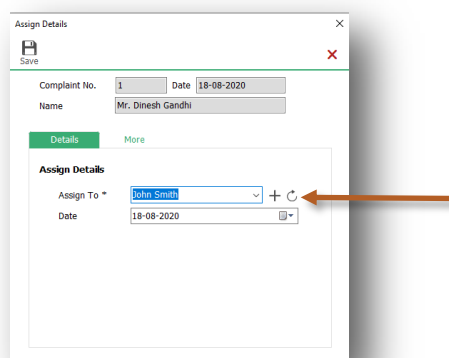 Assign Details
Save
Complaint No. 1 Date 18-08-2020
Name Mr. Dinesh Gandhi
Details More
Assign Details
Assign To * John Smith
Date 18-08-2020